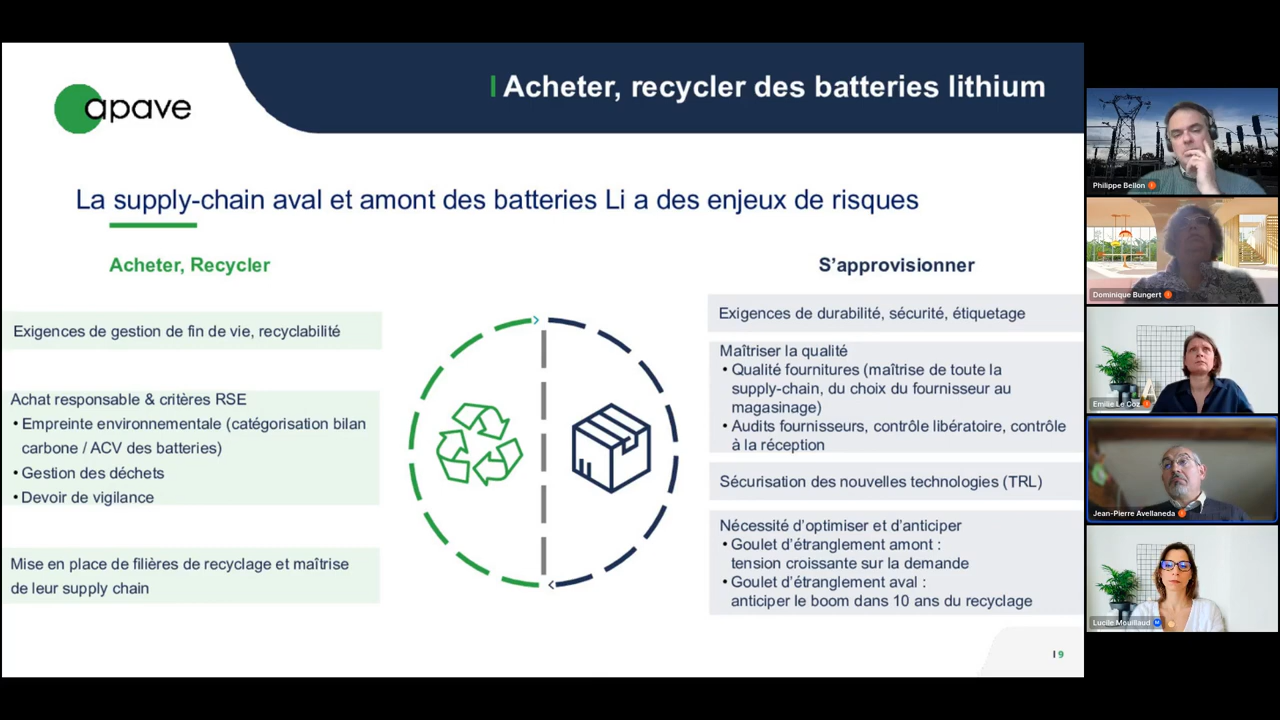 apave
Acheter, recycler des batteries lithium
La supply-chain aval et amont des batteries Li a des enjeux de risques
Acheter, Recycler
Exigences de gestion de fin de vie, recyclabilité
Achat responsable & critères RSE
• Empreinte environnementale (catégorisation bilan
carbone / ACV des batteries)
• Gestion des déchets
• Devoir de vigilance
Mise en place de filières de recyclage et maîtrise
de leur supply chain
S’approvisionner
Exigences de durabilité, sécurité, étiquetage
Maîtriser la qualité
• Qualité fournitures (maîtrise de toute la
supply-chain, du choix du fournisseur au
magasinage)
• Audits fournisseurs, contrôle libératoire, contrôle
à la réception
Sécurisation des nouvelles technologies (TRL)
Nécessité d’optimiser et d’anticiper
• Goulet d’étranglement amont :
tension croissante sur la demande
• Goulet d’étranglement aval :
anticiper le boom dans 10 ans du recyclage
9
Philippe Bellon
Dominique Bungert
Emilie Le Coz
Jean-Pierre Avellaneda
Lucile Mouillaud